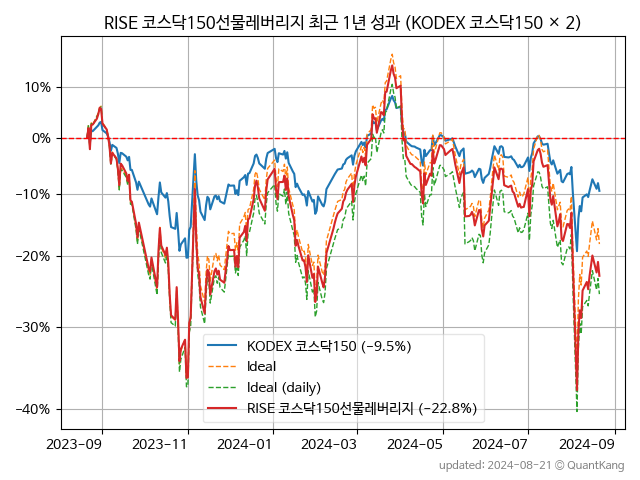 RISE 코스닥150선물레버리지 최근 1년 성과 (KODEX 코스닥150 × 2)
10%
0%
−10%
−20%
−30%
−40%
KODEX 코스닥150 (−9.5%)
Ideal
Ideal (daily)
RISE 코스닥150선물레버리지 (−22.8%)
2023-09 2023-11 2024-01 2024-03 2024-05 2024-07 2024-09
updated: 2024-08-21 © QuantKang